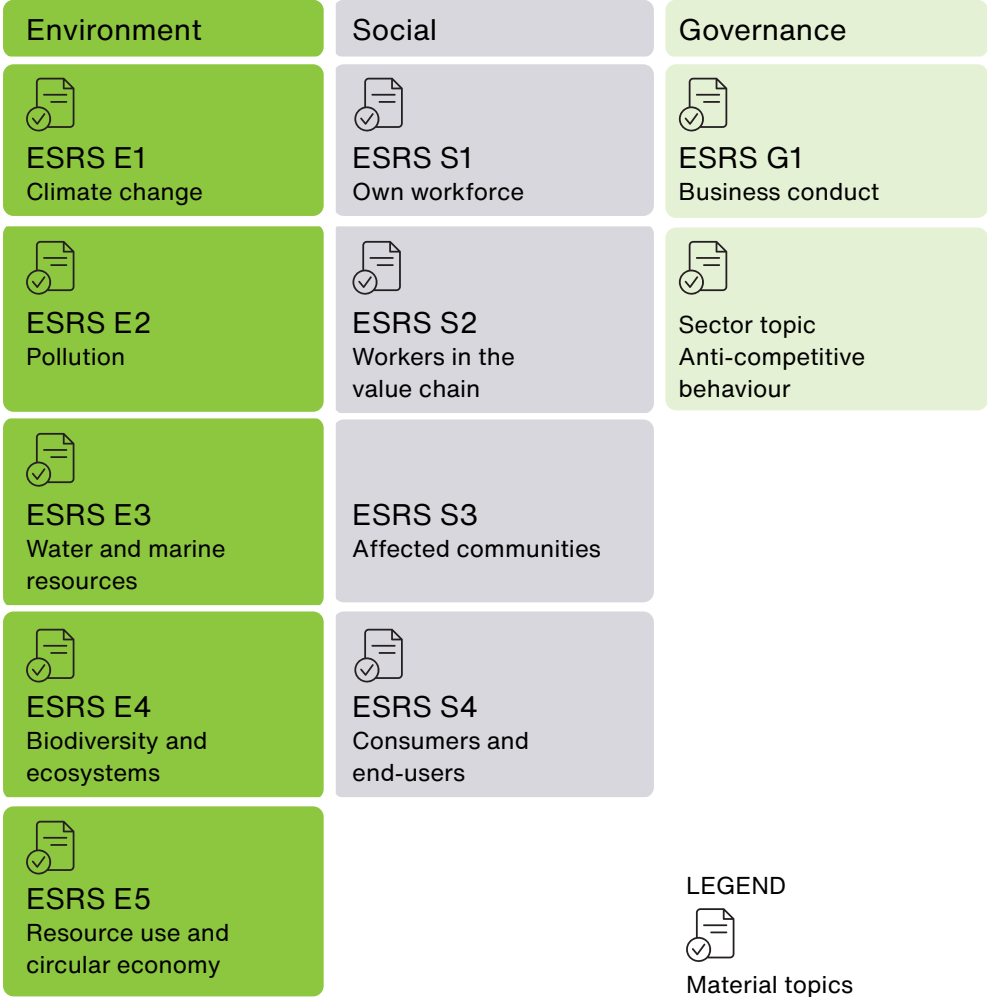 Environment
ESRS E1
Climate change
ESRS E2
Pollution
ESRS E3
Water and marine
resources
ESRS E4
Biodiversity and
ecosystems
ESRS E5
Resource use and
circular economy
Social
ESRS S1
Own workforce
ESRS S2
Workers in the
value chain
ESRS S3
Affected communities
ESRS S4
Consumers and
end-users
Governance
ESRS G1
Business conduct
Sector topic
Anti-competitive
behaviour
LEGEND
Material topics